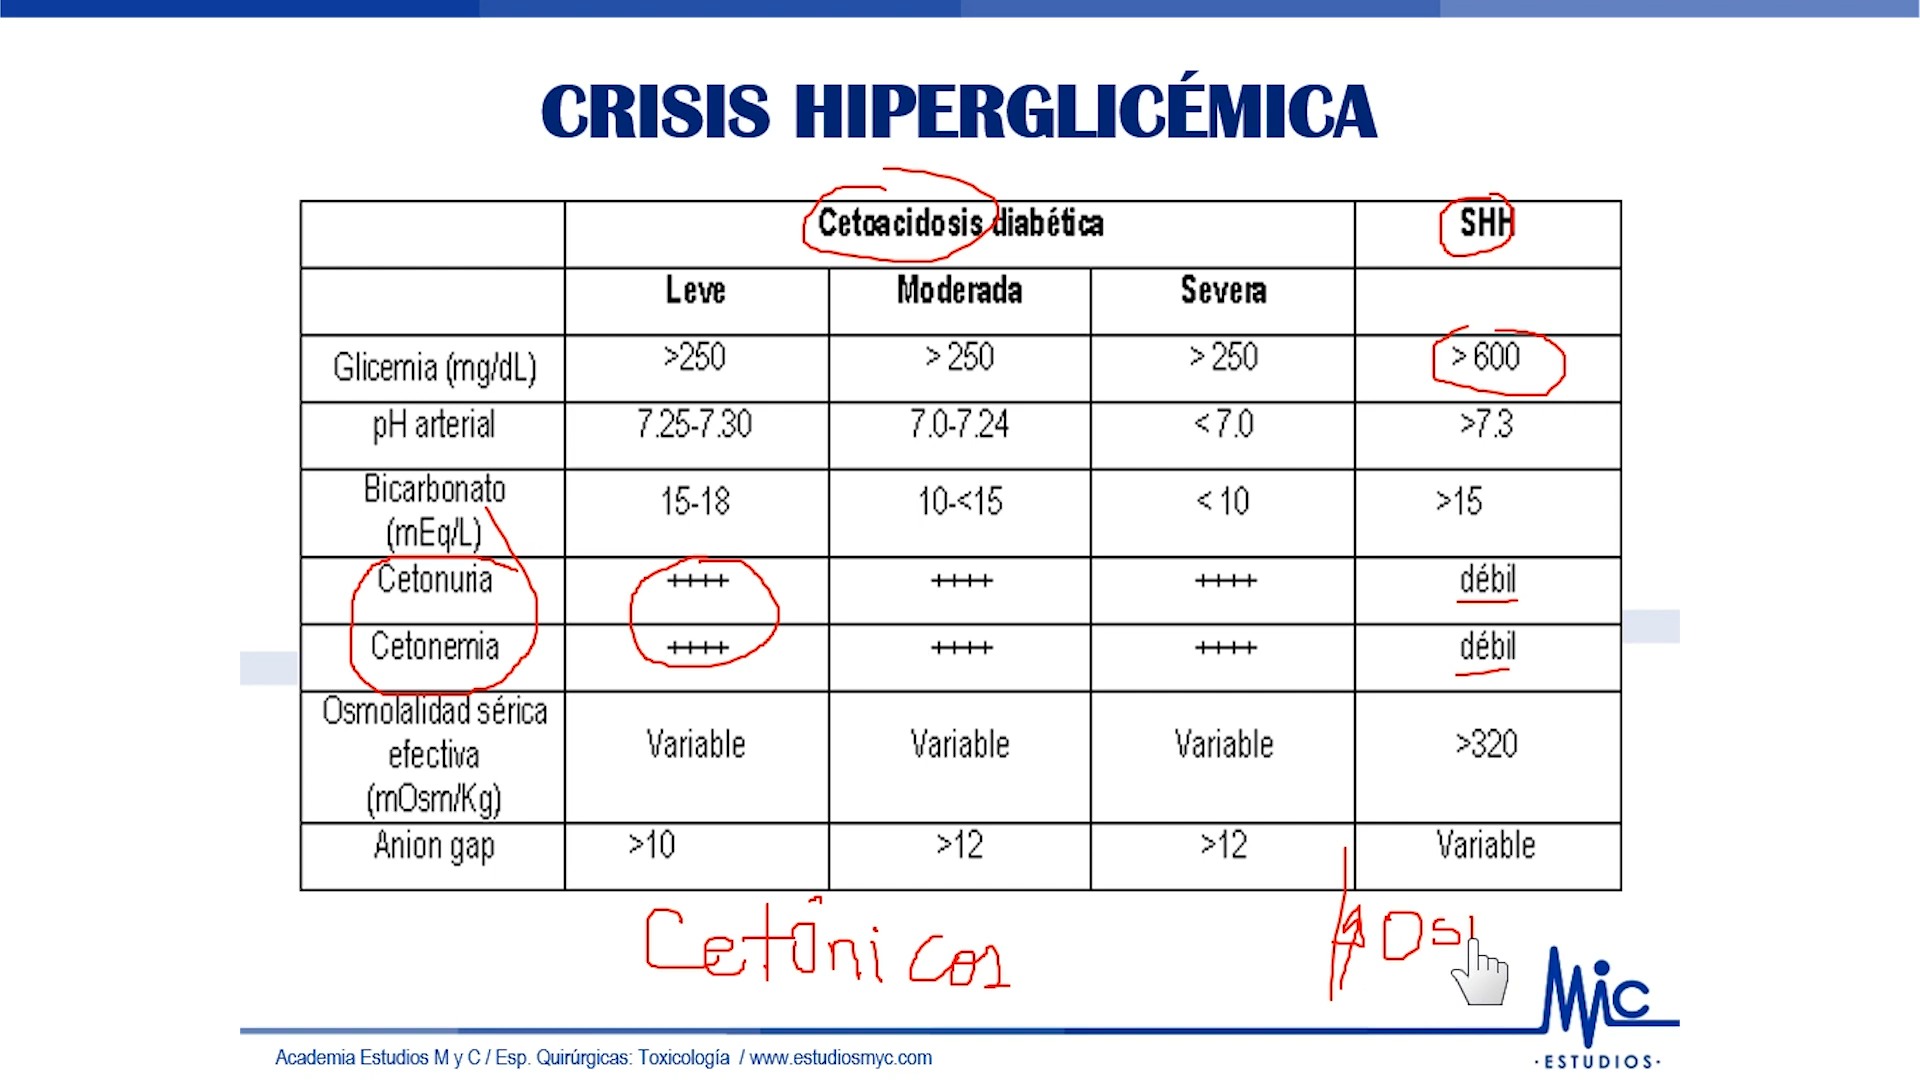 CRISIS HIPERGLICÉMICA
Cetoacidosis diabética SHH
Leve Moderada Severa
Glicemia (mg/dL) >250 > 250 > 250 > 600
pH arterial 7.25-7.30 7.0-7.24 < 7.0 >7.3
Bicarbonato
(mEq/L) 15-18 10-<15 < 10 >15
Cetonuria ++++ ++++ ++++ débil
Cetonemia ++++ ++++ ++++ débil
Osmolalidad sérica
efectiva
(mOsm/Kg) Variable Variable Variable >320
Anion gap >10 >12 >12 Variable
Cetónicos
MiC
·ESTUDIOS·
Academia Estudios M y C / Esp. Quirúrgicas: Toxicología / www.estudiosmyc.com